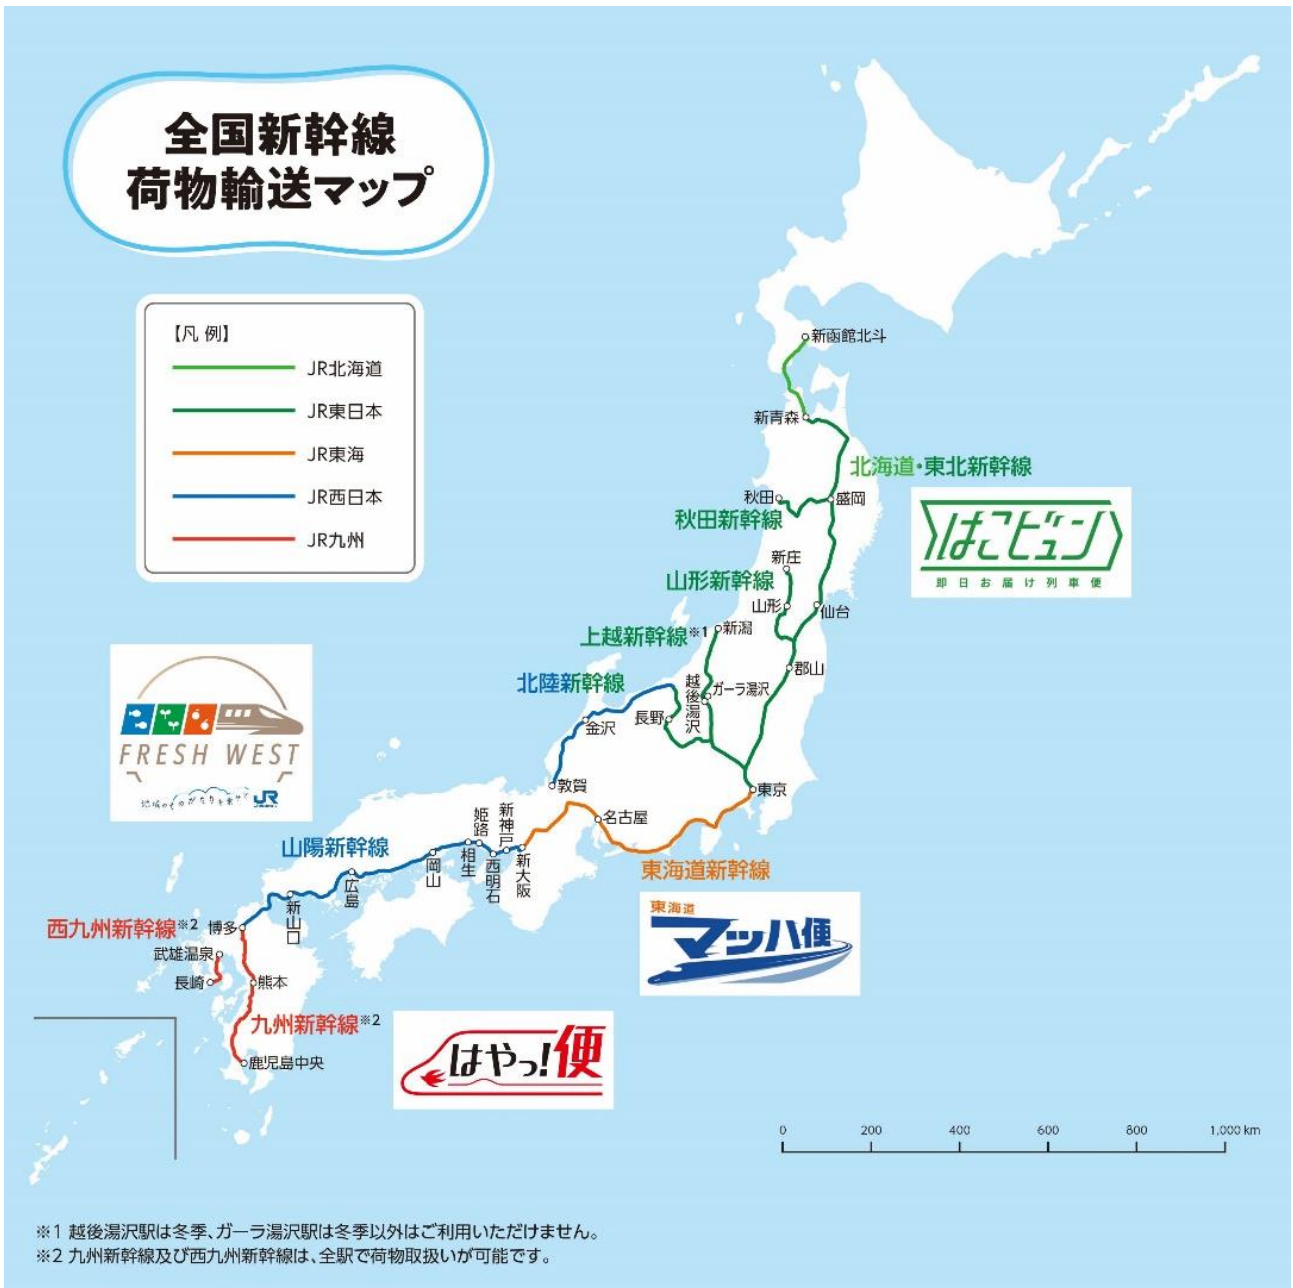 全国新幹線
荷物輸送マップ
【凡 例】
JR北海道
JR東日本
JR東海
JR西日本
JR九州
新函館北斗
新青森
北海道・東北新幹線
秋田
盛岡
秋田新幹線
はこビュン
即日お届け列車便
新庄
山形新幹線
山形
仙台
上越新幹線※1
新潟
郡山
北陸新幹線
越後湯沢
ガーラ湯沢
長野
金沢
FRESH WEST
地域のものがたりを乗せて
JR
敦賀
東京
名古屋
新神戸
姫路
山陽新幹線
相生
西明石
新大阪
岡山
広島
新山口
東海道新幹線
東海道
マッハ便
西九州新幹線※2
博多
武雄温泉
長崎
熊本
九州新幹線※2
はやっ!便
鹿児島中央
0 200 400 600 800 1,000 km
※1 越後湯沢駅は冬季、ガーラ湯沢駅は冬季以外はご利用いただけません。
※2 九州新幹線及び西九州新幹線は、全駅で荷物取扱いが可能です。